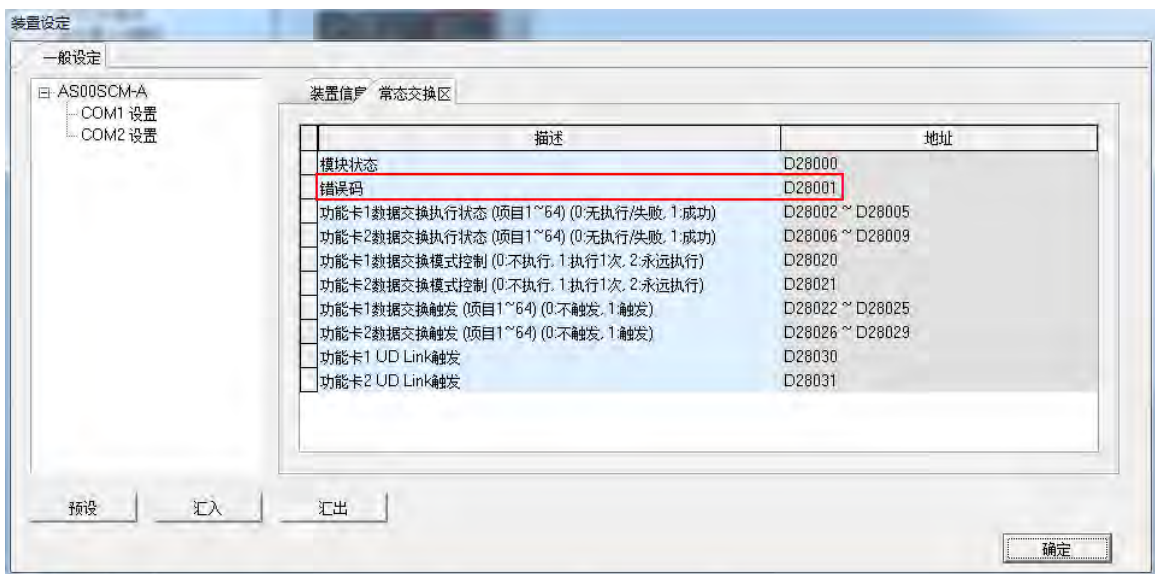 装置设定
一般设定
AS00SCM-A
COM1 设置
COM2 设置
装置信息 常态交换区
描述 地址
模块状态 D28000
错误码 D28001
功能卡1数据交换执行状态 (项目1~64) (0:无执行/失败, 1:成功) D28002 ~ D28005
功能卡2数据交换执行状态 (项目1~64) (0:无执行/失败, 1:成功) D28006 ~ D28009
功能卡1数据交换模式控制 (0:不执行, 1:执行1次, 2:永远执行) D28020
功能卡2数据交换模式控制 (0:不执行, 1:执行1次, 2:永远执行) D28021
功能卡1数据交换触发 (项目1~64) (0:不触发, 1:触发) D28022 ~ D28025
功能卡2数据交换触发 (项目1~64) (0:不触发, 1:触发) D28026 ~ D28029
功能卡1 UD Link触发 D28030
功能卡2 UD Link触发 D28031
预设 汇入 汇出
确定